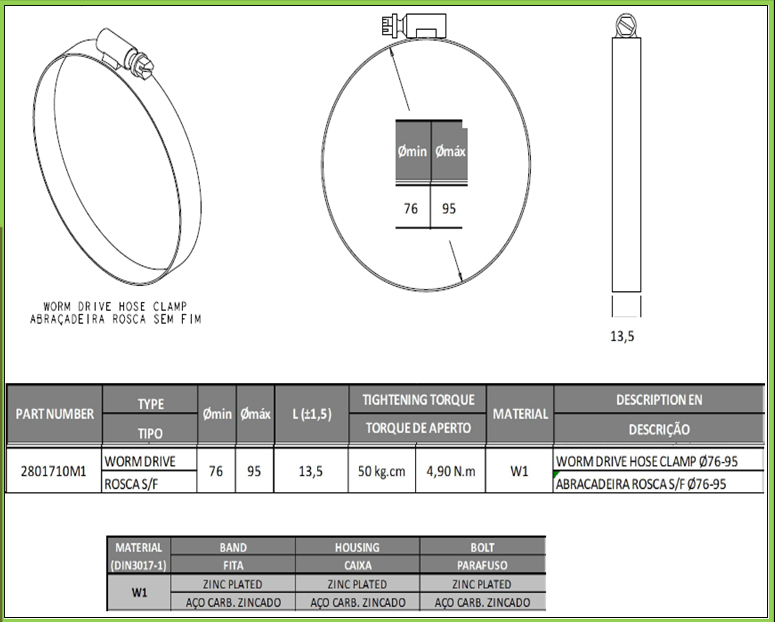 Ømin Ømáx
76 95
WORM DRIVE HOSE CLAMP
ABRAÇADEIRA ROSCA SEM FIM
13,5
PART NUMBER TYPE Ømin Ømáx L (±1,5) TIGHTENING TORQUE MATERIAL DESCRIPTION EN
TIPO TORQUE DE APERTO DESCRIÇÃO
2801710M1 WORM DRIVE 76 95 13,5 50 kg.cm 4,90 N.m W1 WORM DRIVE HOSE CLAMP Ø76-95
ROSCA S/F ABRACADEIRA ROSCA S/F Ø76-95
MATERIAL BAND HOUSING BOLT
(DIN3017-1) FITA CAIXA PARAFUSO
W1 ZINC PLATED ZINC PLATED ZINC PLATED
AÇO CARB. ZINCADO AÇO CARB. ZINCADO AÇO CARB. ZINCADO